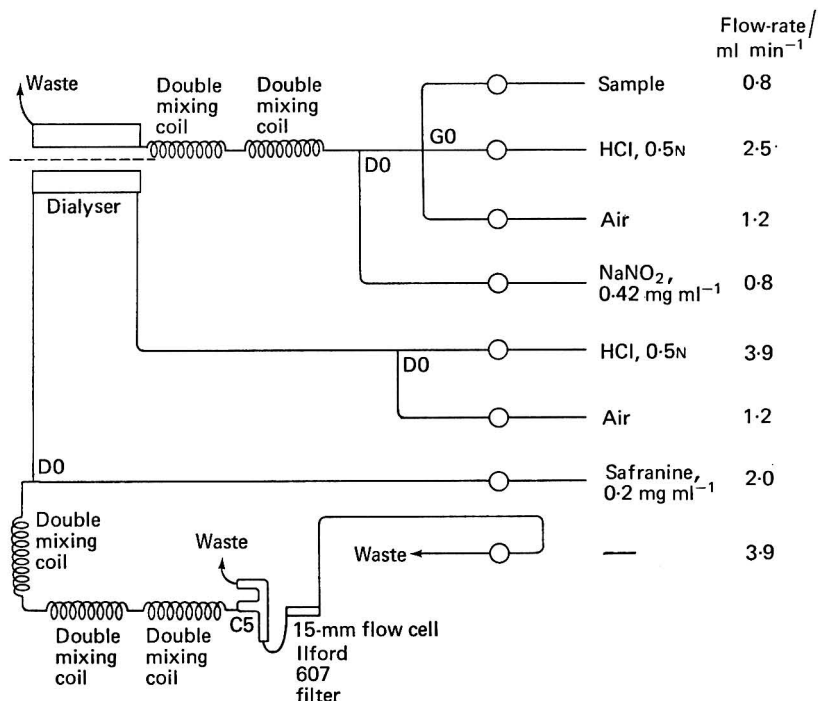 Flow-rate/
ml min⁻¹
Waste
Double
mixing
coil
Double
mixing
coil
Sample
0·8
G0
HCl, 0·5N
2·5
D0
Dialyser
Air
1·2
NaNO₂,
0·42 mg ml⁻¹
0·8
HCl, 0·5N
3·9
D0
Air
1·2
D0
Safranine,
0·2 mg ml⁻¹
2·0
Double
mixing
coil
Waste
Waste
—
3·9
C5
Double
mixing
coil
Double
mixing
coil
15-mm flow cell
Ilford
607
filter